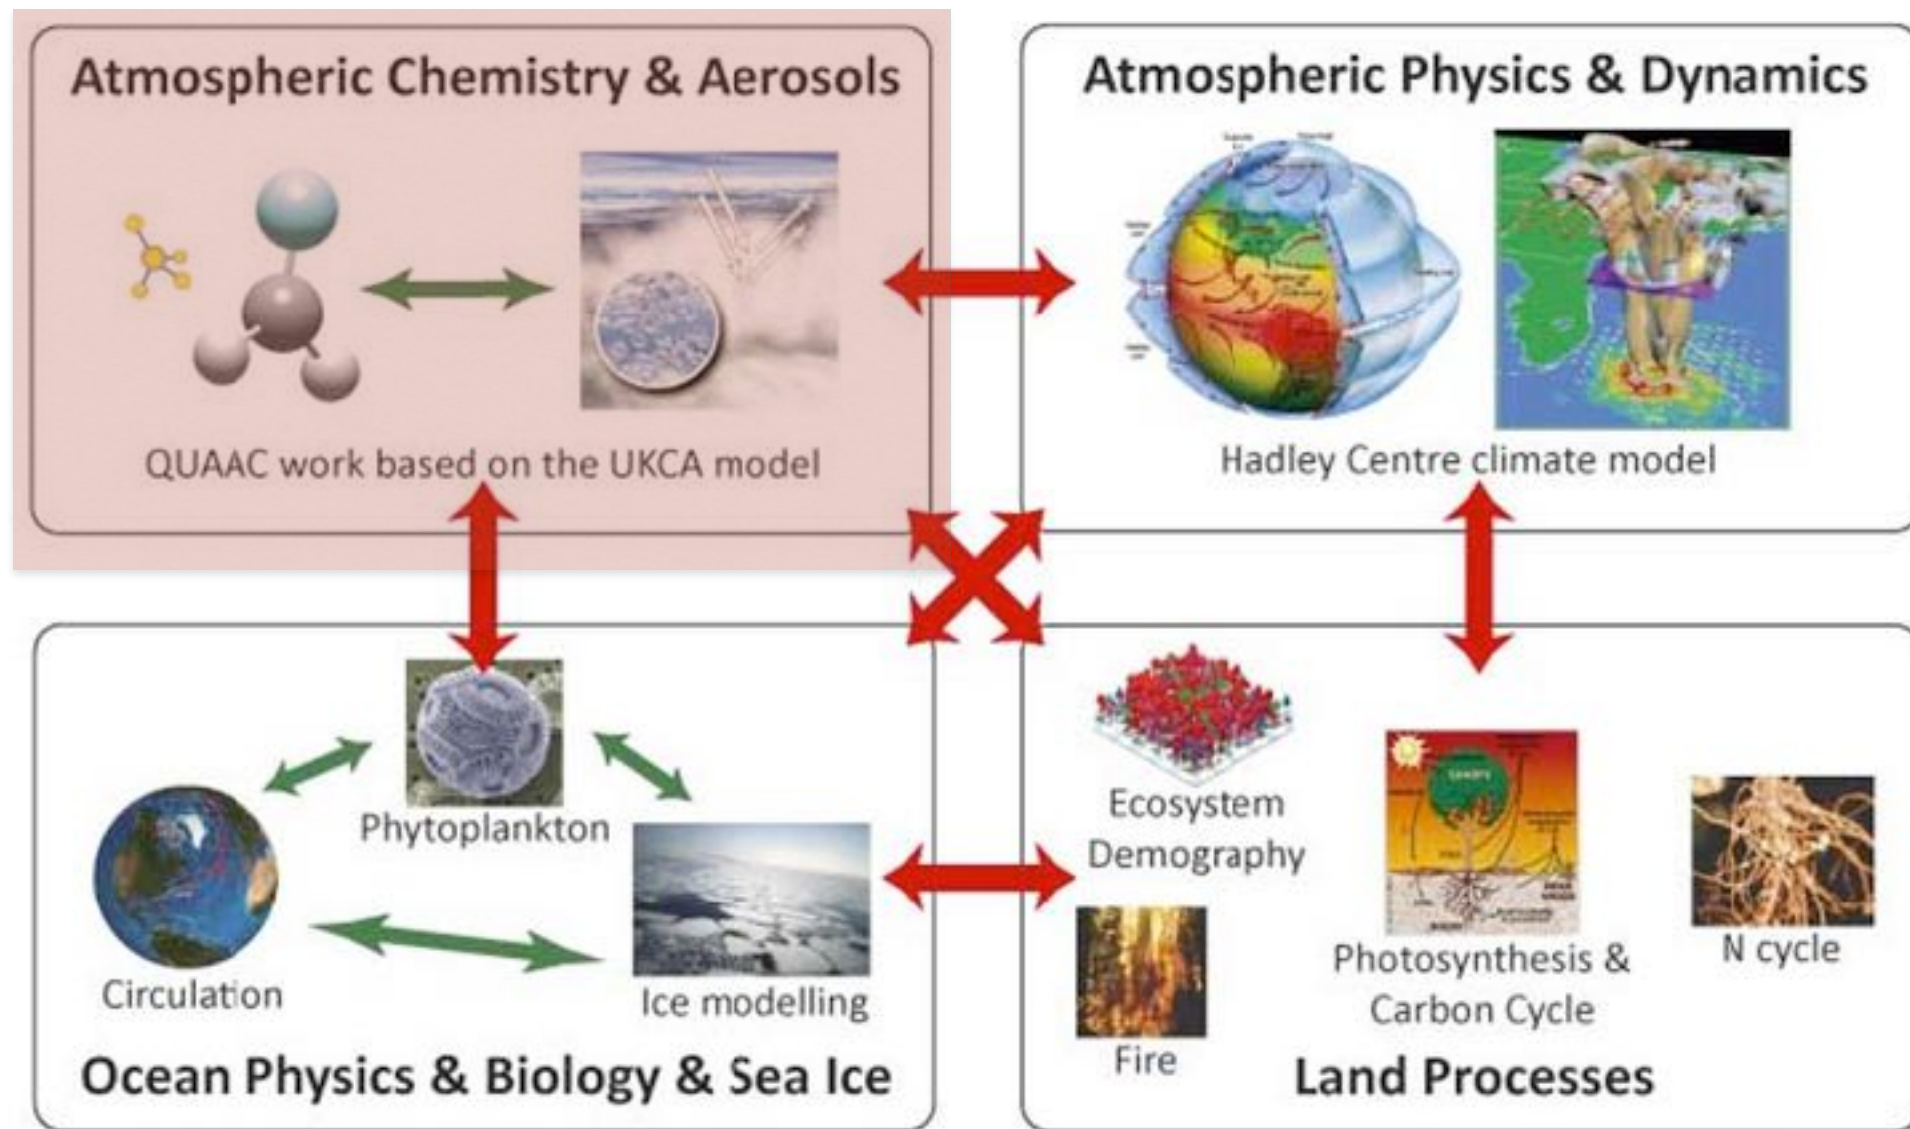 Atmospheric Chemistry & Aerosols
QUAAC work based on the UKCA model
Atmospheric Physics & Dynamics
Hadley Centre climate model
Phytoplankton
Circulation
Ice modelling
Ocean Physics & Biology & Sea Ice
Ecosystem
Demography
Fire
Photosynthesis &
Carbon Cycle
N cycle
Land Processes